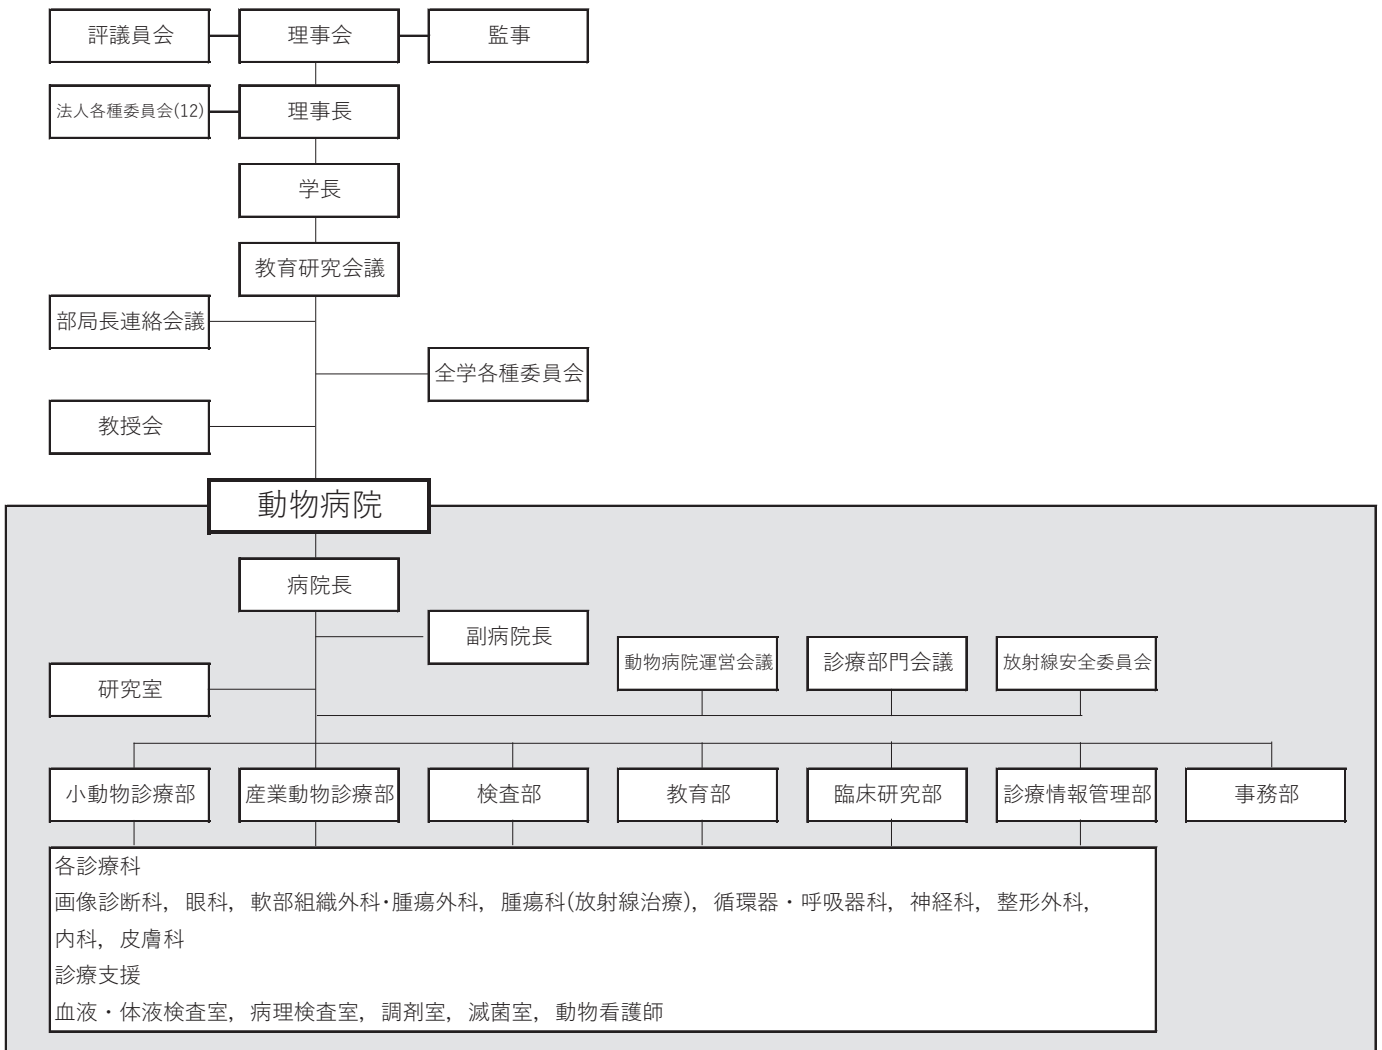 評議員会 理事会 監事
法人各種委員会(12) 理事長
学長
教育研究会議
部局長連絡会議
全学各種委員会
教授会
動物病院
病院長
副病院長
動物病院運営会議 診療部門会議 放射線安全委員会
研究室
小動物診療部 産業動物診療部 検査部 教育部 臨床研究部 診療情報管理部 事務部
各診療科
画像診断科, 眼科, 軟部組織外科・腫瘍外科, 腫瘍科(放射線治療), 循環器・呼吸器科, 神経科, 整形外科,
内科, 皮膚科
診療支援
血液・体液検査室, 病理検査室, 調剤室, 滅菌室, 動物看護師